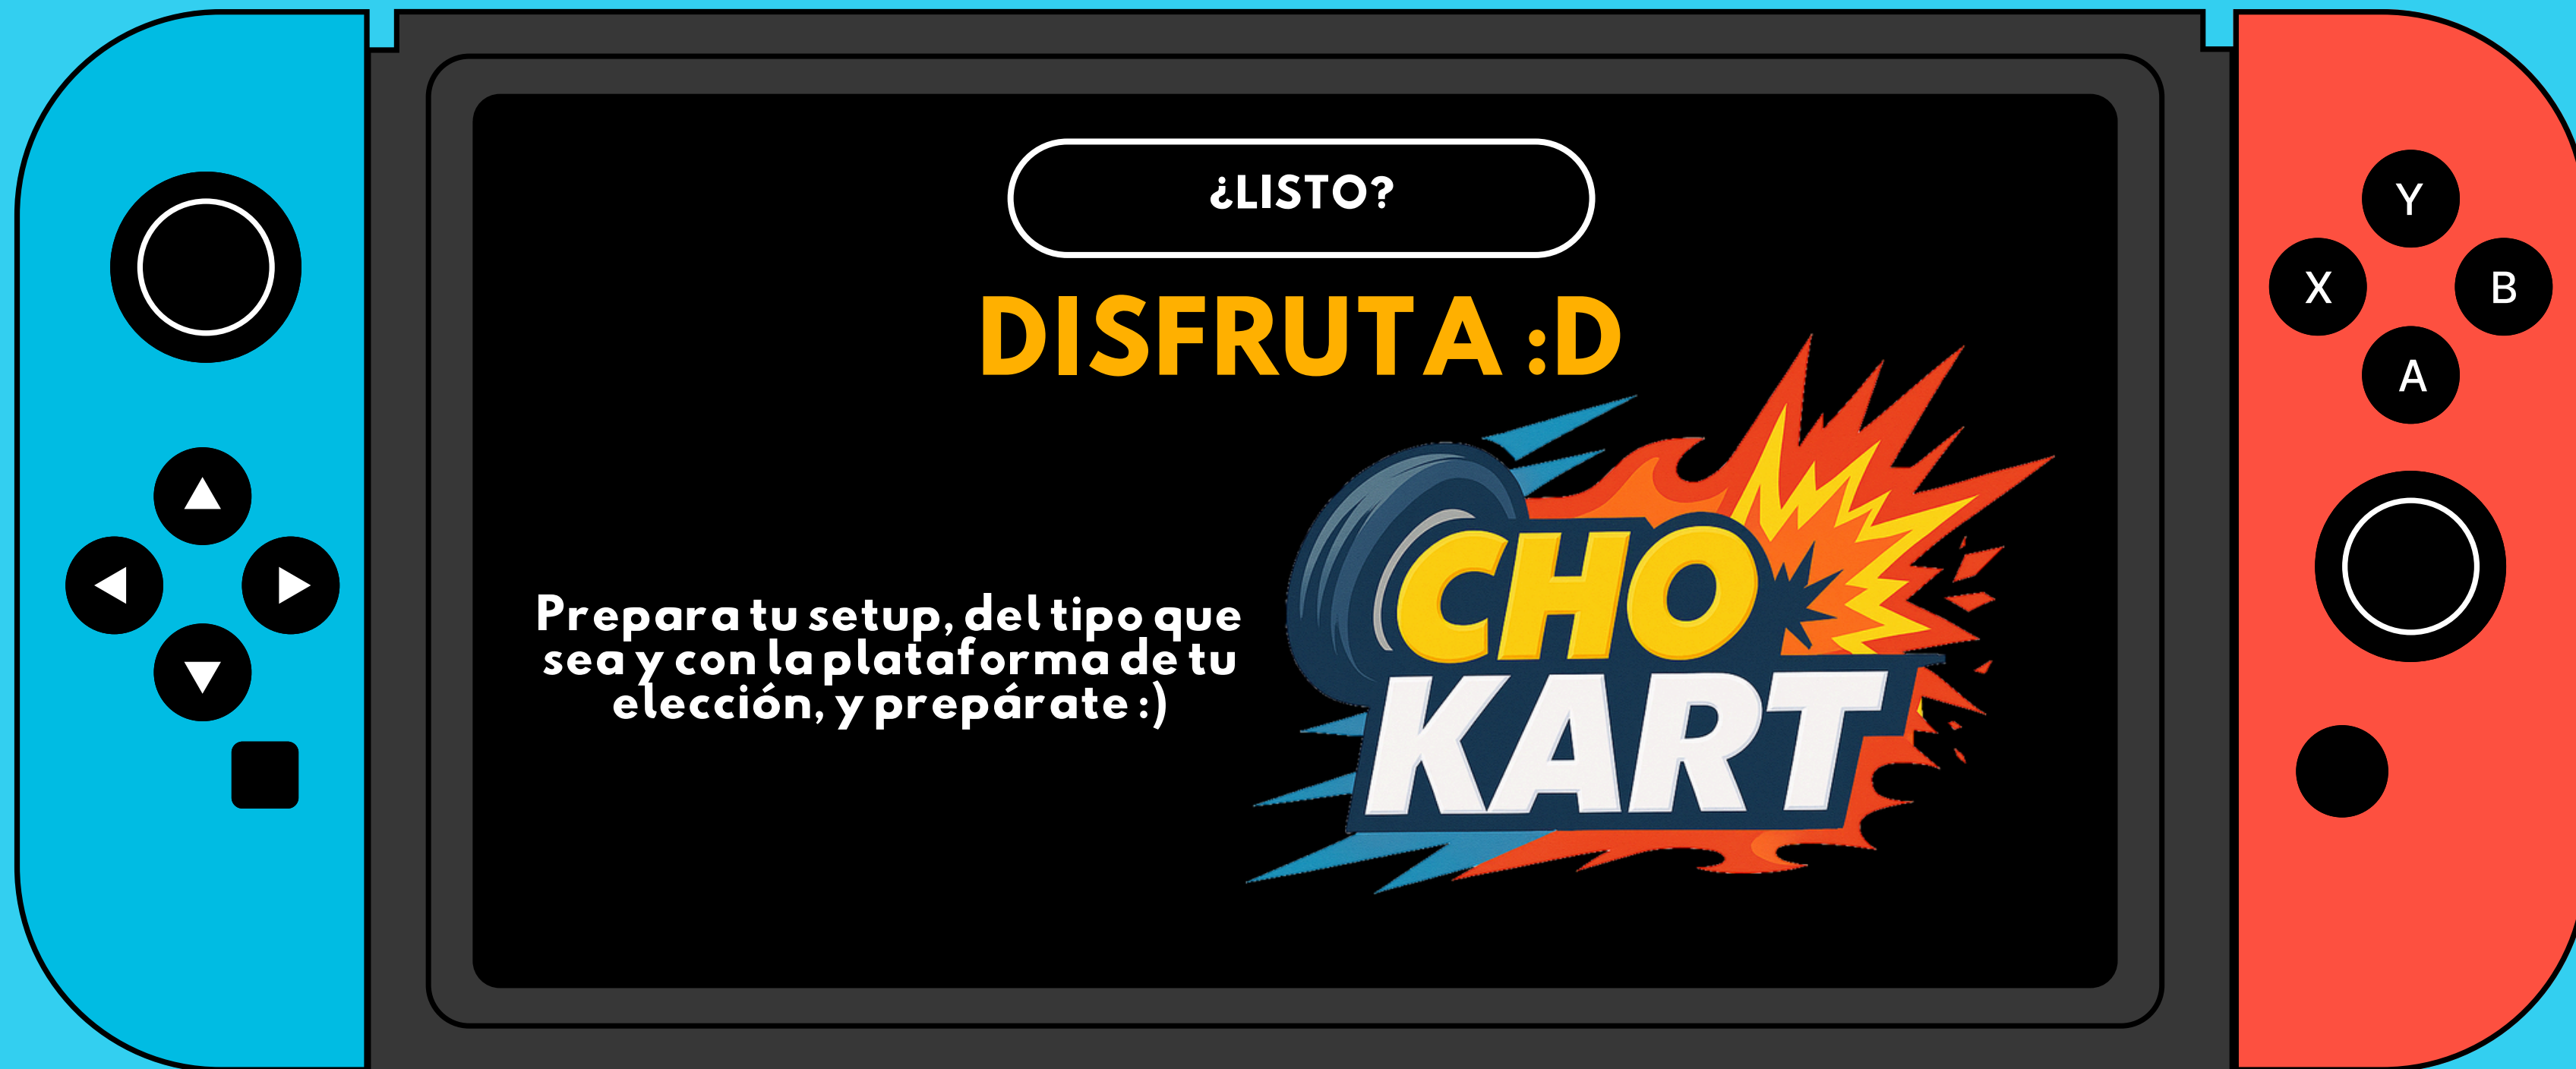 ¿LISTO?
DISFRUTA :D
Prepara tu setup, del tipo que
sea y con la plataforma de tu
elección, y prepárate :)
CHO
KART
Y
X
B
A